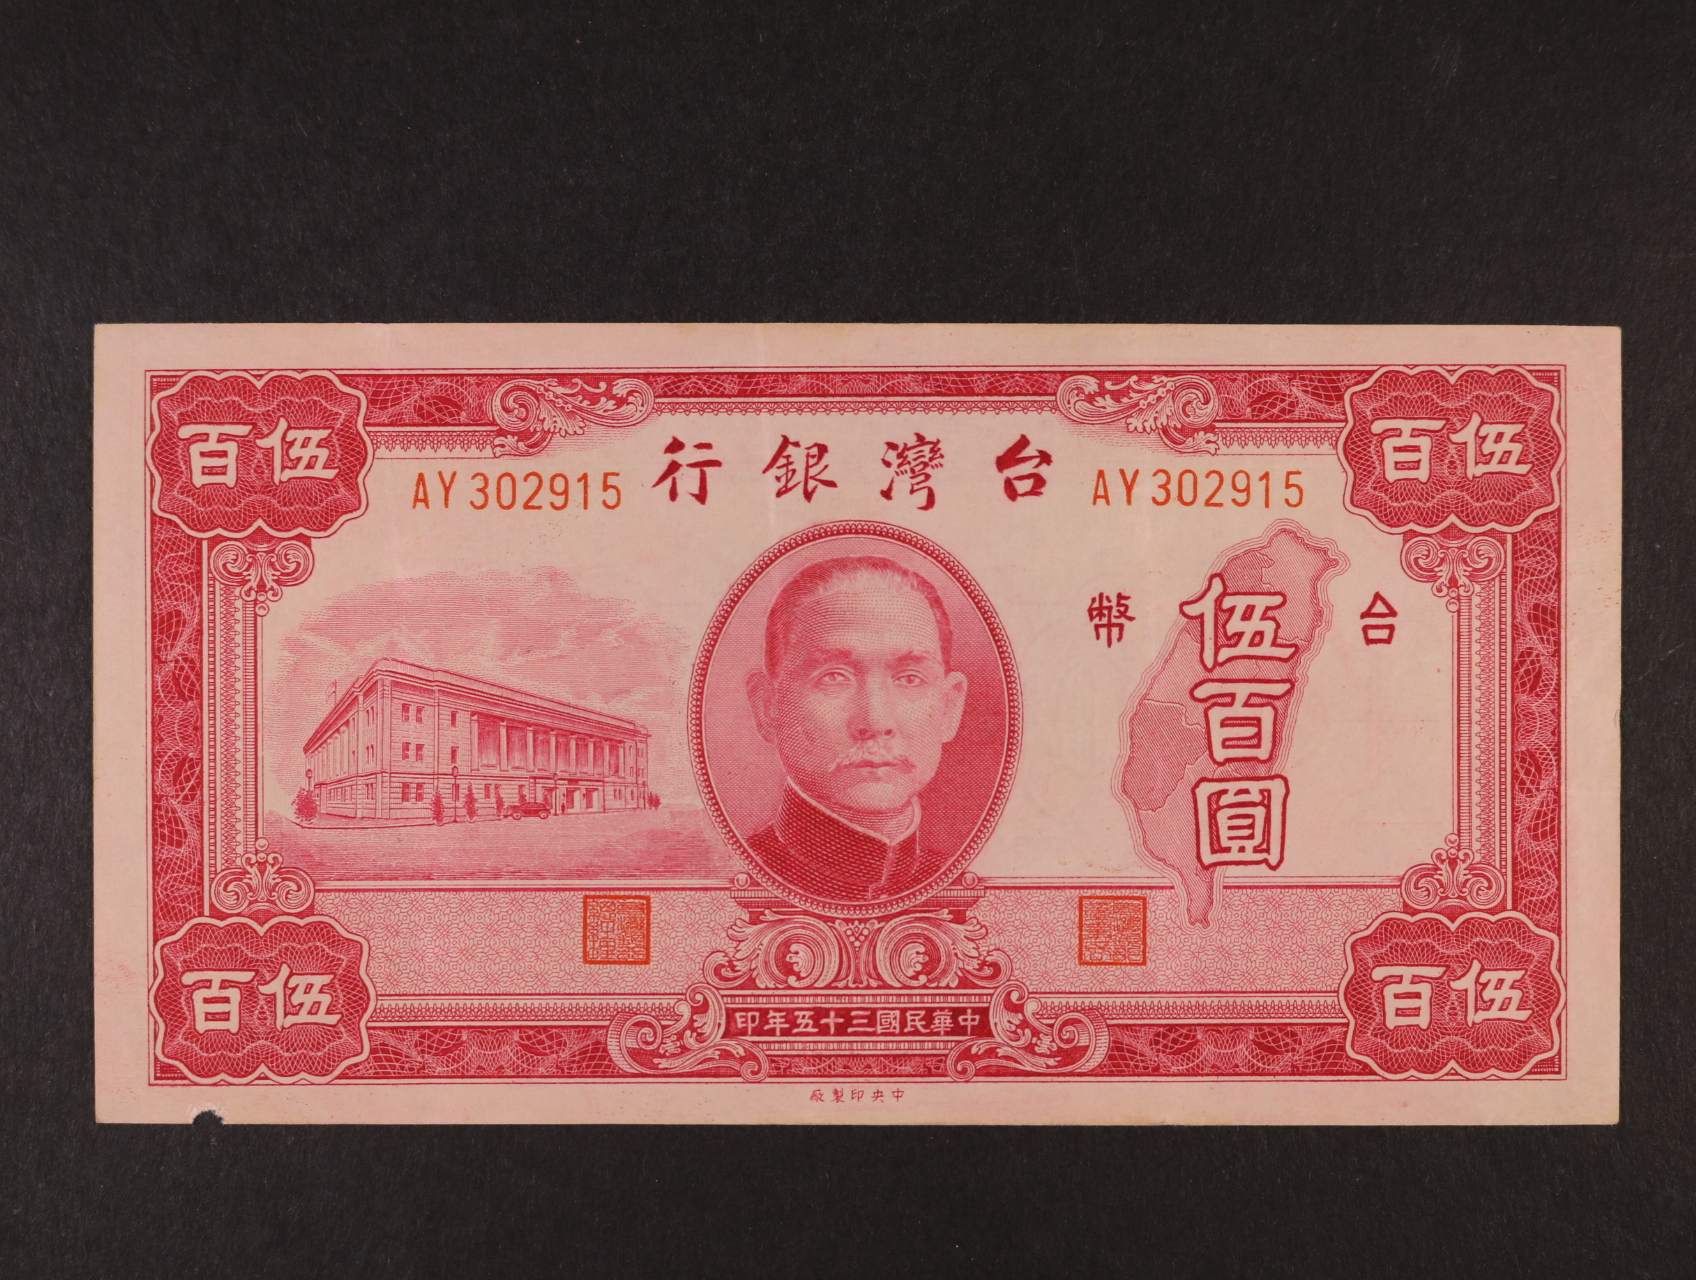 伍百
伍百
AY302915
台灣銀行
AY302915
台幣
伍百圓
伍百
伍百
中華民國三十五年印
中央印製廠